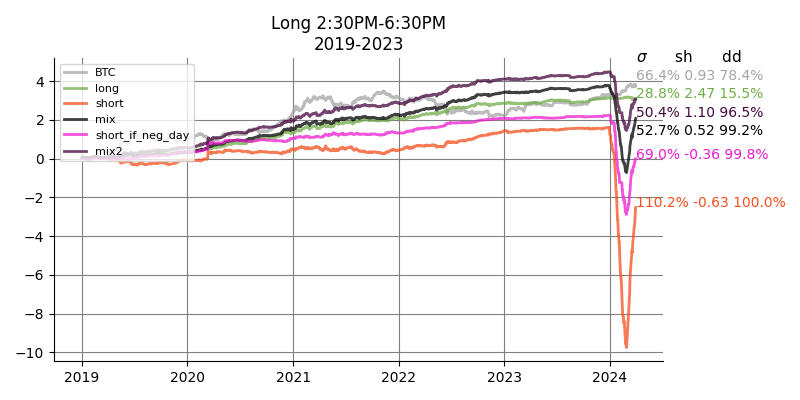 Long 2:30PM-6:30PM
2019-2023
σ sh dd
BTC
long
short
mix
short_if_neg_day
mix2
66.4% 0.93 78.4%
28.8% 2.47 15.5%
50.4% 1.10 96.5%
52.7% 0.52 99.2%
69.0% -0.36 99.8%
110.2% -0.63 100.0%
4
2
0
−2
−4
−6
−8
−10
2019 2020 2021 2022 2023 2024